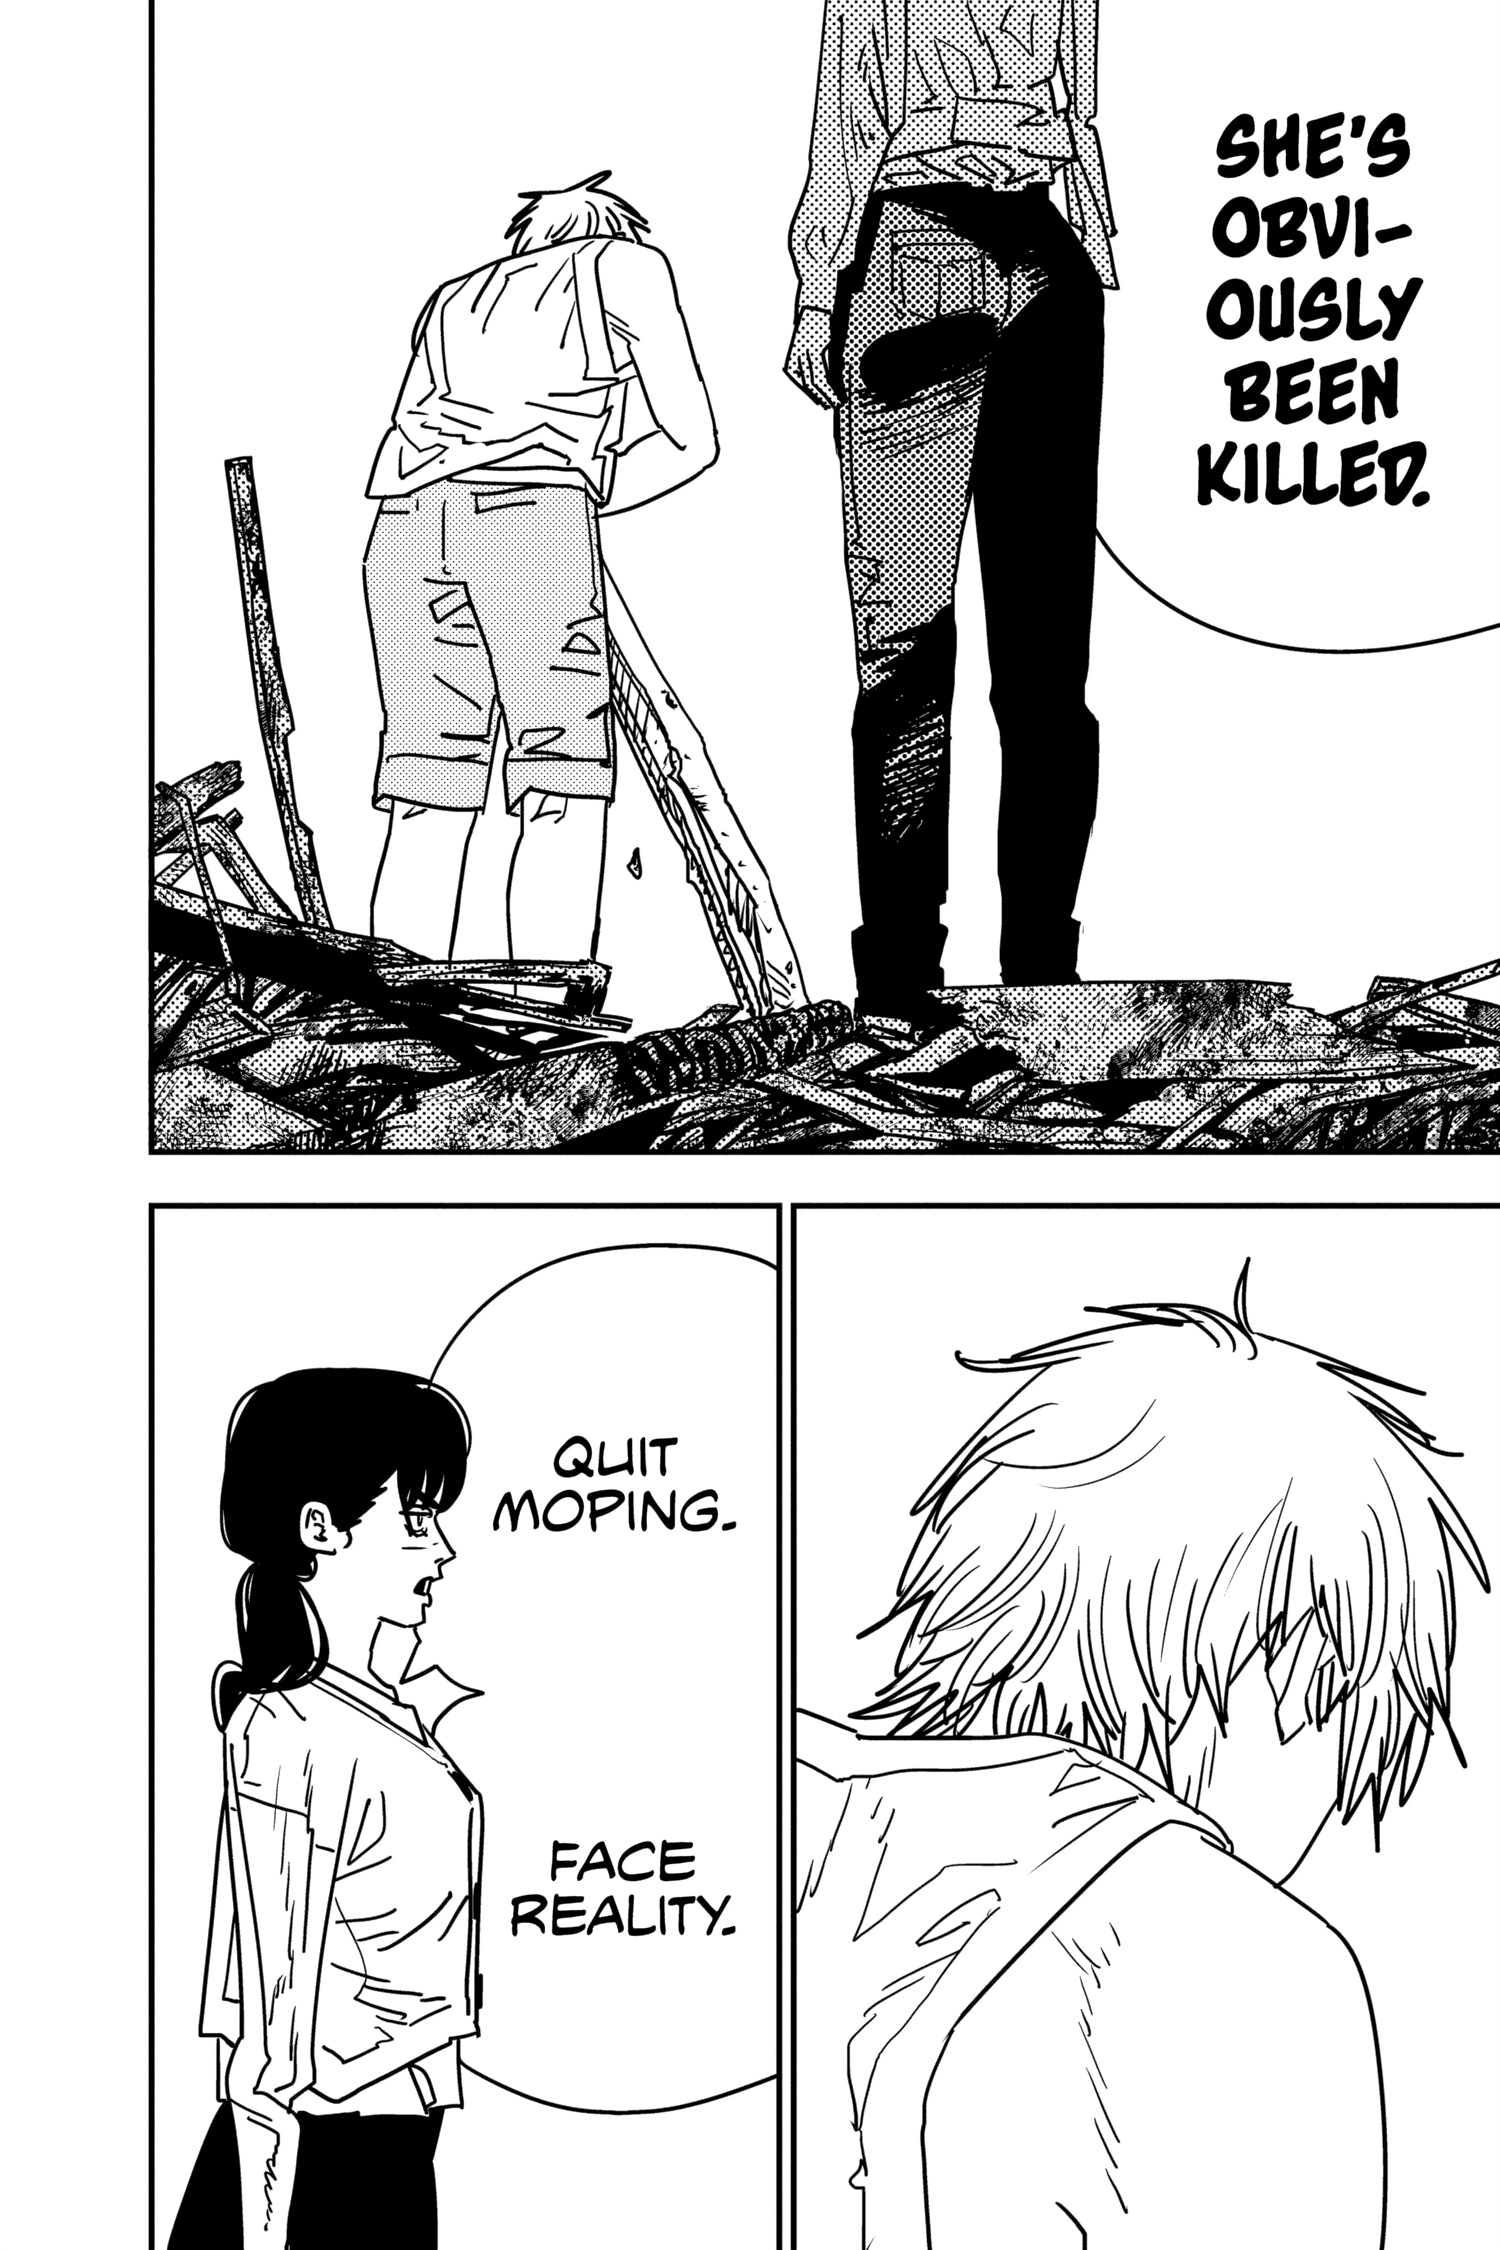 SHE'S
OBVI-
OUSLY
BEEN
KILLED.
QUIT
MOPING.
FACE
REALITY.